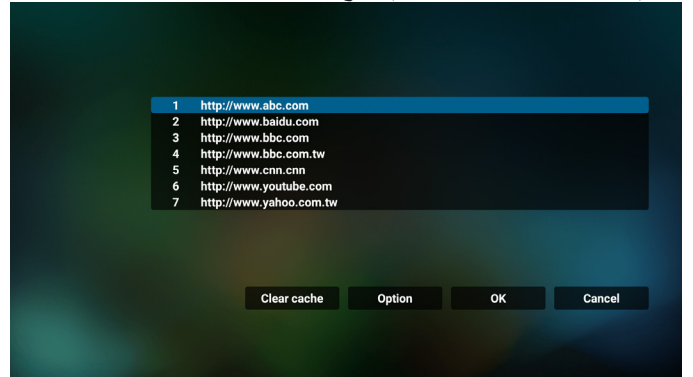 1 http://www.abc.com
2 http://www.baidu.com
3 http://www.bbc.com
4 http://www.bbc.com.tw
5 http://www.cnn.cnn
6 http://www.youtube.com
7 http://www.yahoo.com.tw
Clear cache Option OK Cancel